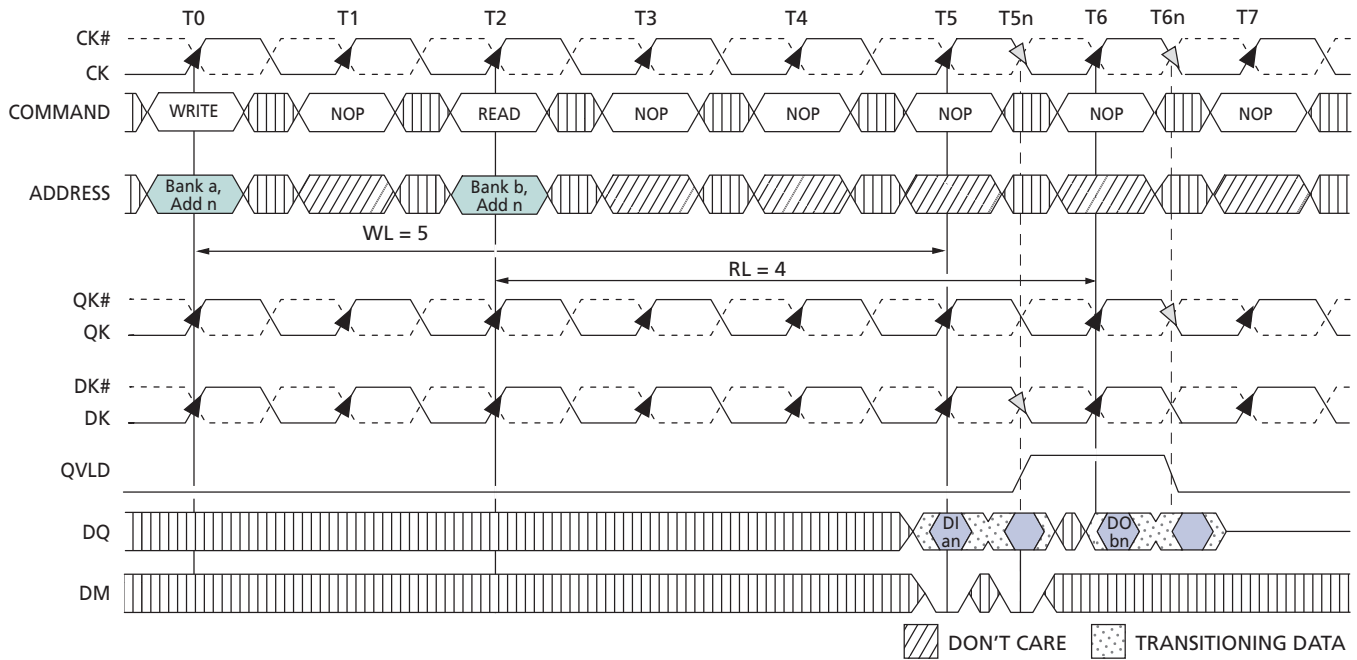 T0 T1 T2 T3 T4 T5 T5n T6 T6n T7
CK#
CK
COMMAND WRITE NOP READ NOP NOP NOP NOP NOP
ADDRESS Bank a, Add n Bank b, Add n
WL = 5
RL = 4
QK#
QK
DK#
DK
QVLD
DQ DI an DO bn
DM
DON'T CARE TRANSITIONING DATA